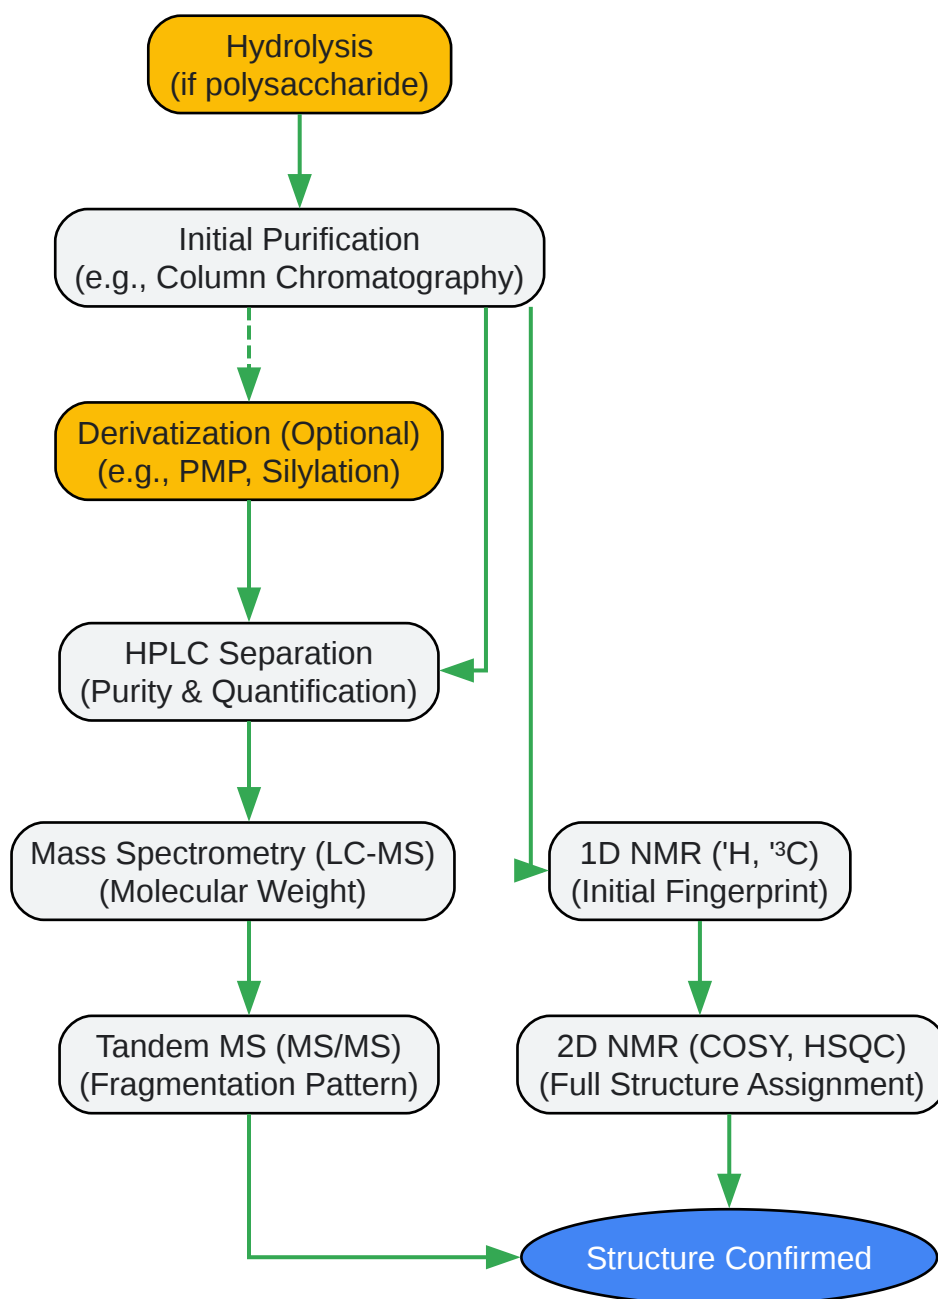 Hydrolysis
(if polysaccharide)
Initial Purification
(e.g., Column Chromatography)
Derivatization (Optional)
(e.g., PMP, Silylation)
HPLC Separation
(Purity & Quantification)
Mass Spectrometry (LC-MS)
(Molecular Weight)
1D NMR ('H, '³C)
(Initial Fingerprint)
Tandem MS (MS/MS)
(Fragmentation Pattern)
2D NMR (COSY, HSQC)
(Full Structure Assignment)
Structure Confirmed